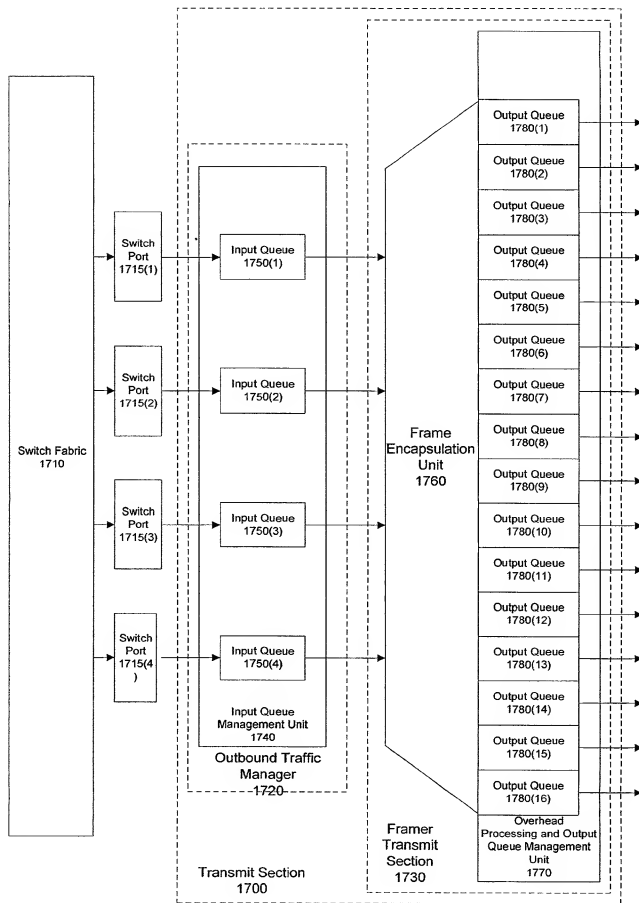 Switch Fabric
1710
Switch
Port
1715(1)
Switch
Port
1715(2)
Switch
Port
1715(3)
Switch
Port
1715(4
)
Input Queue
1750(1)
Input Queue
1750(2)
Input Queue
1750(3)
Input Queue
1750(4)
Input Queue
Management Unit
1740
Outbound Traffic
Manager
1720
Transmit Section
1700
Frame
Encapsulation
Unit
1760
Framer
Transmit
Section
1730
Output Queue
1780(1)
Output Queue
1780(2)
Output Queue
1780(3)
Output Queue
1780(4)
Output Queue
1780(5)
Output Queue
1780(6)
Output Queue
1780(7)
Output Queue
1780(8)
Output Queue
1780(9)
Output Queue
1780(10)
Output Queue
1780(11)
Output Queue
1780(12)
Output Queue
1780(13)
Output Queue
1780(14)
Output Queue
1780(15)
Output Queue
1780(16)
Overhead
Processing and Output
Queue Management
Unit
1770